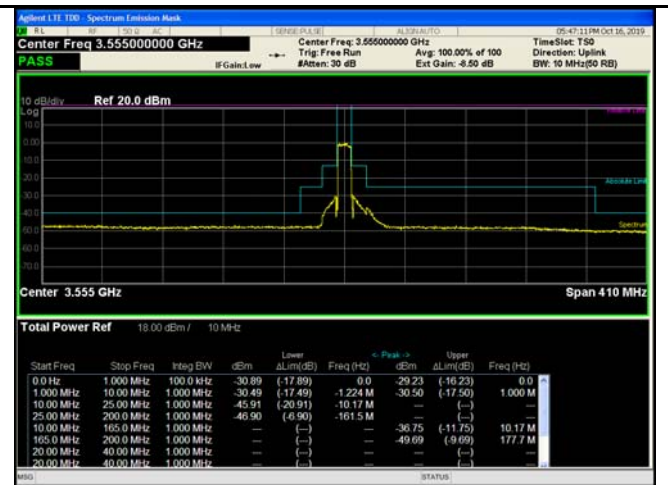 Agilent LTE TDD - Spectrum Emission Mask
RL RF 50 Ω AC SENSE:PULSE ALIGNAUTO 05:47:11 PM Oct 16, 2019
Center Freq 3.555000000 GHz Center Freq: 3.555000000 GHz TimeSlot: TS0
Trig: Free Run Avg: 100.00% of 100 Direction: Uplink
PASS IFGain:Low #Atten: 30 dB Ext Gain: -8.50 dB BW: 10 MHz(50 RB)
10 dB/div Ref 20.0 dBm
Log
10.0
0.00
10.0
20.0
30.0
40.0
50.0
60.0
70.0
Relative Limit
Absolute Limit
Spectrum
Center 3.555 GHz Span 410 MHz
Total Power Ref 18.00 dBm / 10 MHz
Lower <- Peak -> Upper
Start Freq Stop Freq Integ BW dBm ΔLim(dB) Freq (Hz) dBm ΔLim(dB) Freq (Hz)
0.0 Hz 1.000 MHz 100.0 kHz -30.89 (-17.89) 0.0 -29.23 (-16.23) 0.0
1.000 MHz 10.00 MHz 1.000 MHz -30.49 (-17.49) -1.224 M -30.50 (-17.50) 1.000 M
10.00 MHz 25.00 MHz 1.000 MHz -45.91 (-20.91) -10.17 M --- (---) ---
25.00 MHz 200.0 MHz 1.000 MHz -46.90 (-6.90) -161.5 M --- (---) ---
10.00 MHz 165.0 MHz 1.000 MHz --- (---) --- -36.75 (-11.75) 10.17 M
165.0 MHz 200.0 MHz 1.000 MHz --- (---) --- -49.69 (-9.69) 177.7 M
20.00 MHz 40.00 MHz 1.000 MHz --- (---) --- --- (---) ---
20.00 MHz 40.00 MHz 1.000 MHz --- (---) --- --- (---) ---
MSG STATUS